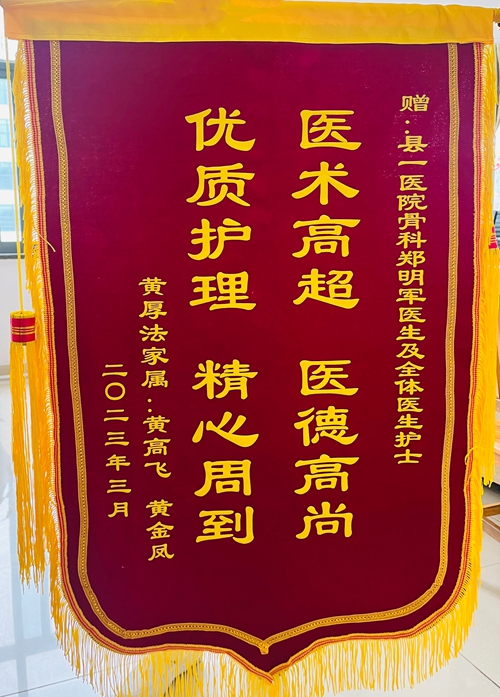 赠:县一医院骨科郑明军医生及全体医生护士
医术高超 医德高尚
优质护理 精心周到
黄厚法家属:黄高飞 黄金凤
二〇二三年三月